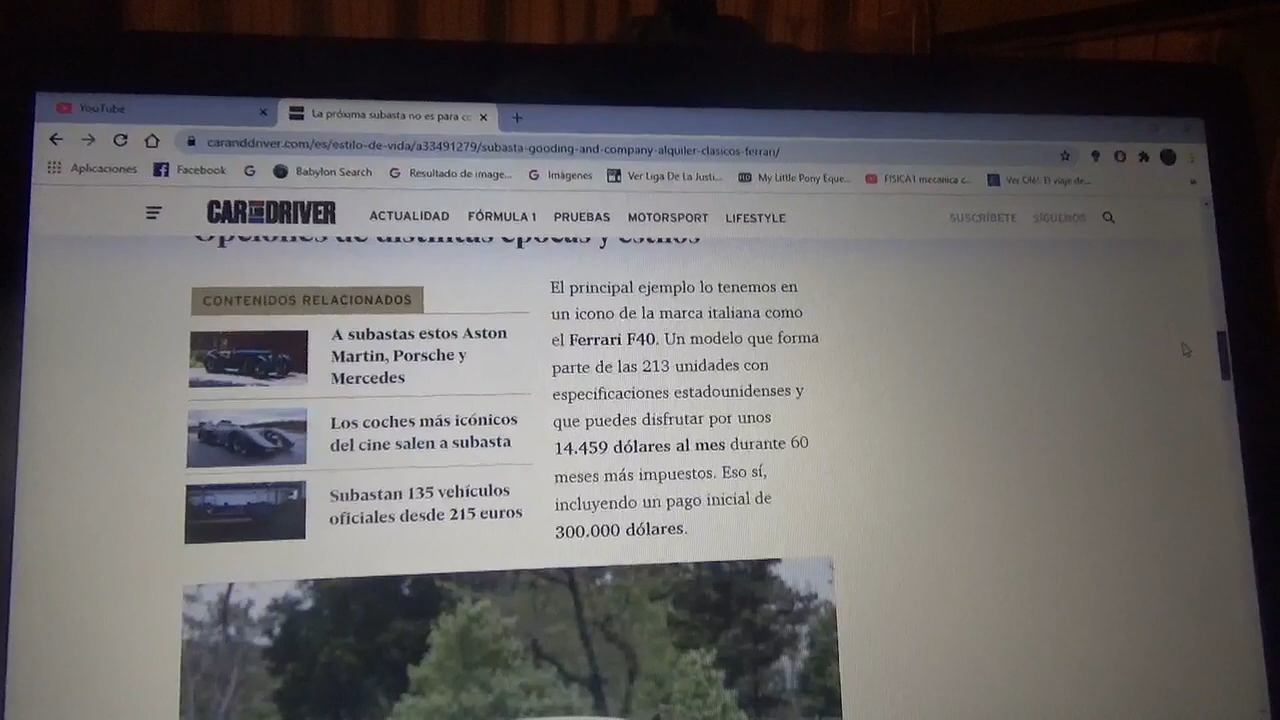 YouTube
La próxima subasta no es para co
caranddriver.com/es/estilo-de-vida/a33491279/subasta-gooding-and-company-alquiler-clasicos-ferrari/
Aplicaciones
Facebook
Babylon Search
Resultado de image...
Imágenes
Ver Liga De La Justi...
My Little Pony Eque...
FISICA1 mecanica c...
Ver Olé!: El viaje de...
CAR AND DRIVER
ACTUALIDAD
FÓRMULA 1
PRUEBAS
MOTORSPORT
LIFESTYLE
SUSCRÍBETE
SÍGUENOS
Opciones de distintas épocas y estilos
CONTENIDOS RELACIONADOS
A subastas estos Aston
Martin, Porsche y
Mercedes
Los coches más icónicos
del cine salen a subasta
Subastan 135 vehículos
oficiales desde 215 euros
El principal ejemplo lo tenemos en
un icono de la marca italiana como
el Ferrari F40. Un modelo que forma
parte de las 213 unidades con
especificaciones estadounidenses y
que puedes disfrutar por unos
14.459 dólares al mes durante 60
meses más impuestos. Eso sí,
incluyendo un pago inicial de
300.000 dólares.